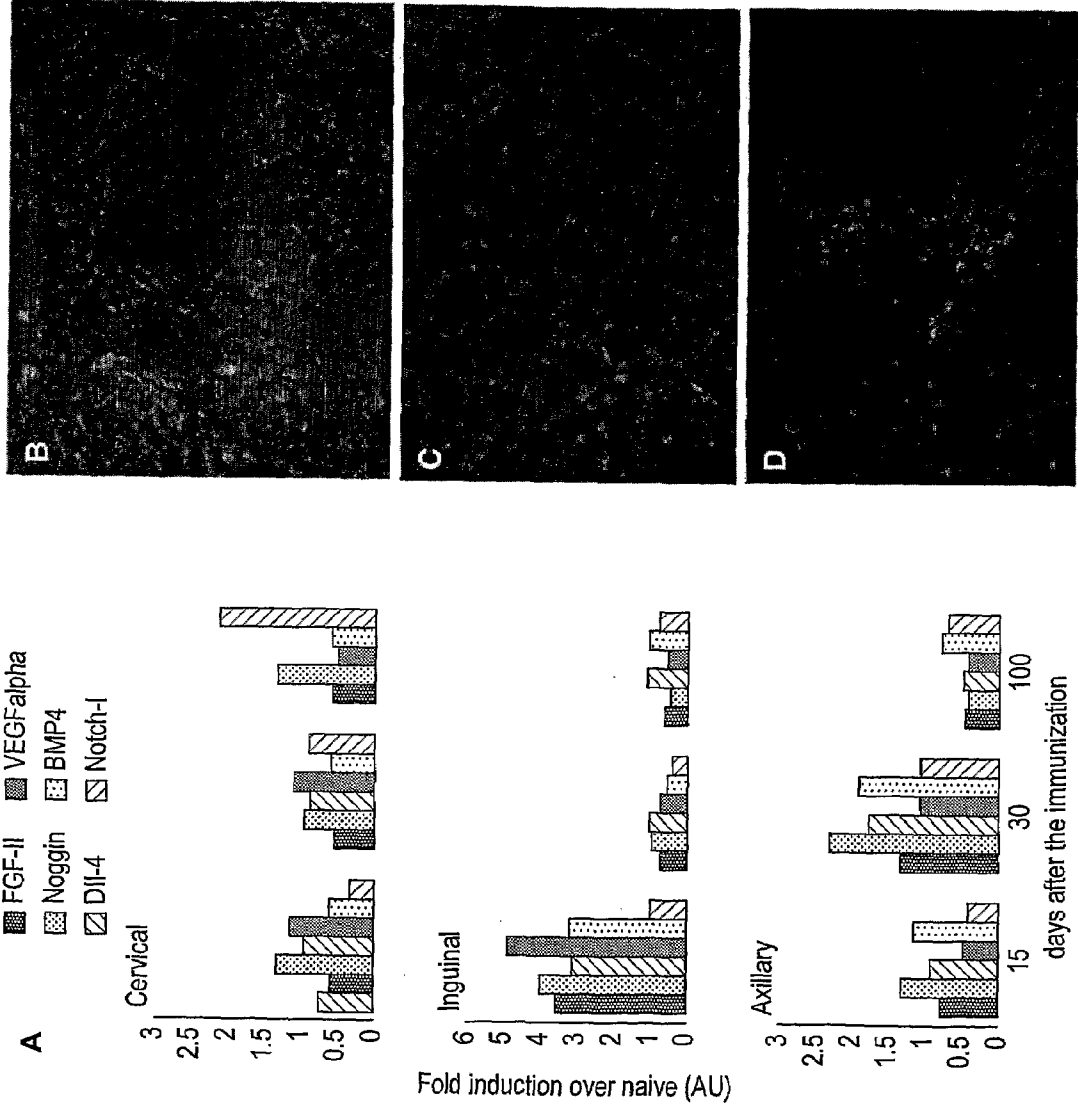 A
FGF-II
VEGFalpha
Noggin
BMP4
Dll-4
Notch-I
Cervical
3
2.5
2
1.5
1
0.5
0
Inguinal
6
5
4
3
2
1
0
Axillary
3
2.5
2
1.5
1
0.5
0
15
30
100
days after the immunization
Fold induction over naive (AU)
B
C
D